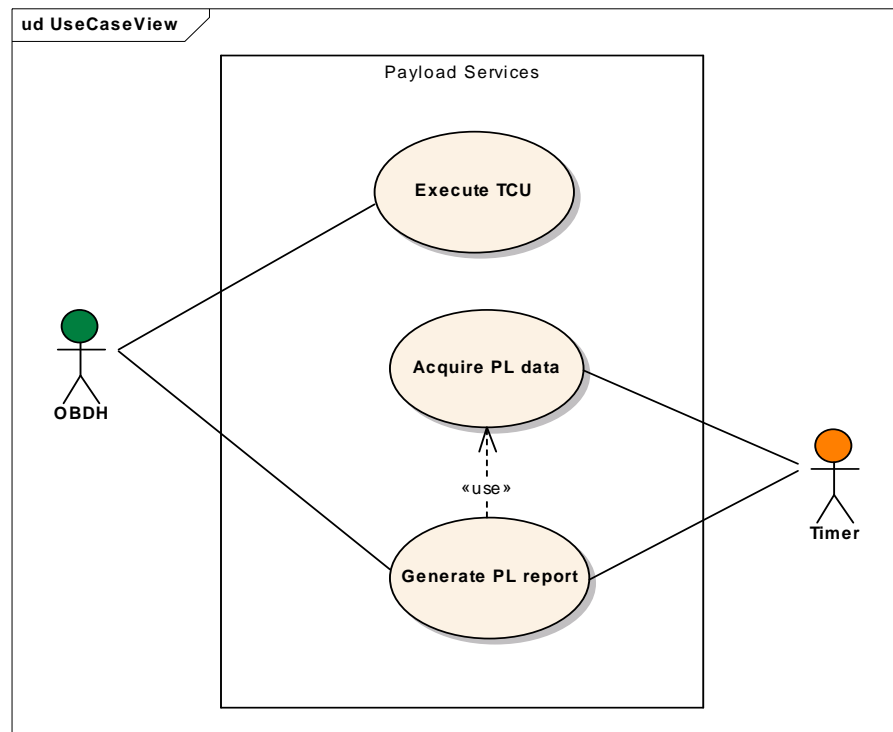 ud UseCaseView
Payload Services
Execute TCU
Acquire PL data
OBDH
«use»
Timer
Generate PL report